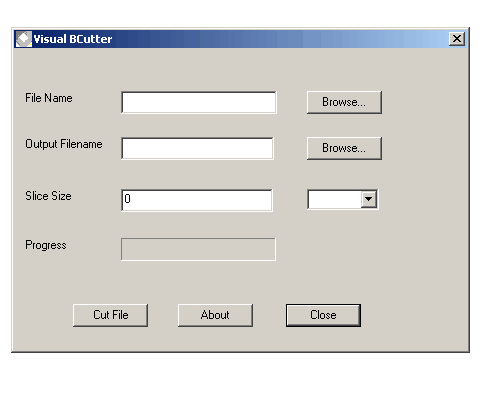 Visual BCutter
File Name Browse...
Output Filename Browse...
Slice Size 0
Progress
Cut File About Close